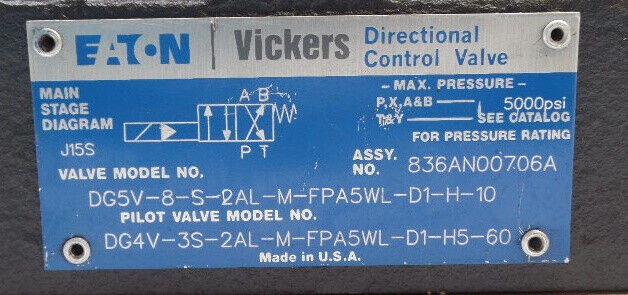 EATON Vickers Directional Control Valve
MAIN STAGE DIAGRAM
A B
P T
J15S
MAX. PRESSURE
P,X,A&B 5000psi
T&Y SEE CATALOG
FOR PRESSURE RATING
VALVE MODEL NO.
ASSY. NO. 836AN00706A
DG5V-8-S-2AL-M-FPA5WL-D1-H-10
PILOT VALVE MODEL NO.
DG4V-3S-2AL-M-FPA5WL-D1-H5-60
Made in U.S.A.